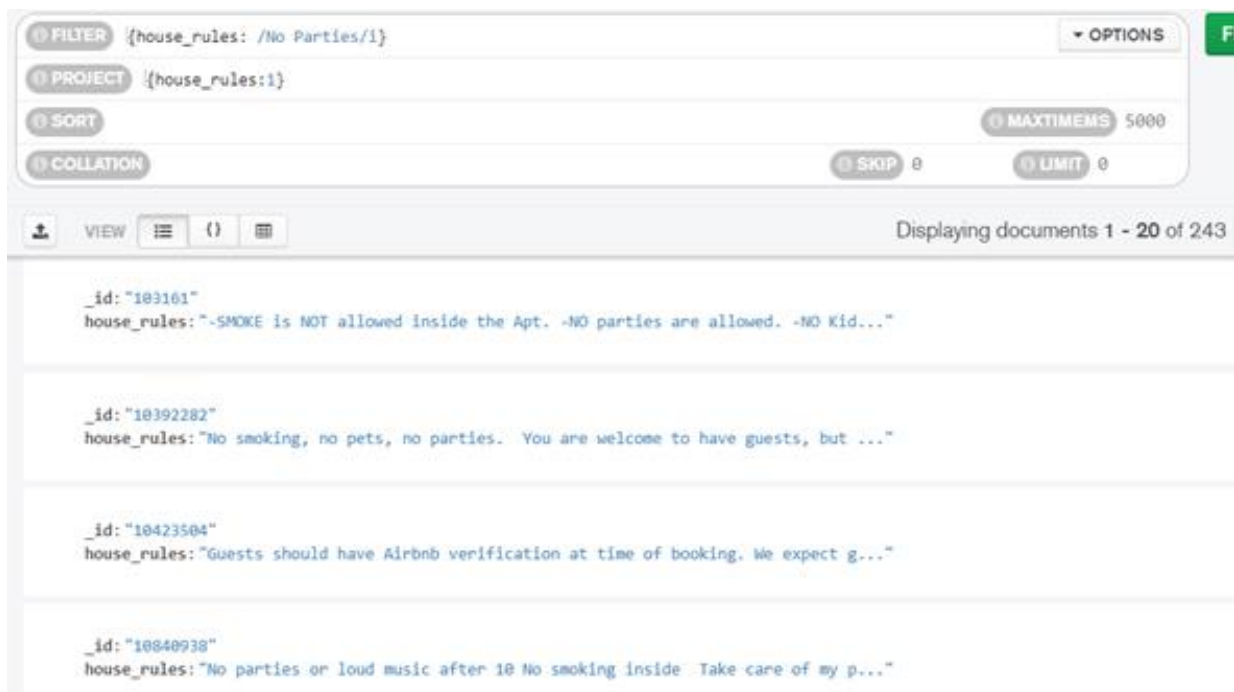 FILTER {house_rules: /No Parties/i} OPTIONS F
PROJECT {house_rules:1}
SORT MAXTIMEMS 5000
COLLATION SKIP 0 LIMIT 0
VIEW {} Displaying documents 1 - 20 of 243
_id:"103161"
house_rules:"-SMOKE is NOT allowed inside the Apt. -NO parties are allowed. -NO Kid..."
_id:"10392282"
house_rules:"No smoking, no pets, no parties.  You are welcome to have guests, but ..."
_id:"10423504"
house_rules:"Guests should have Airbnb verification at time of booking. We expect g..."
_id:"10840938"
house_rules:"No parties or loud music after 10 No smoking inside  Take care of my p..."